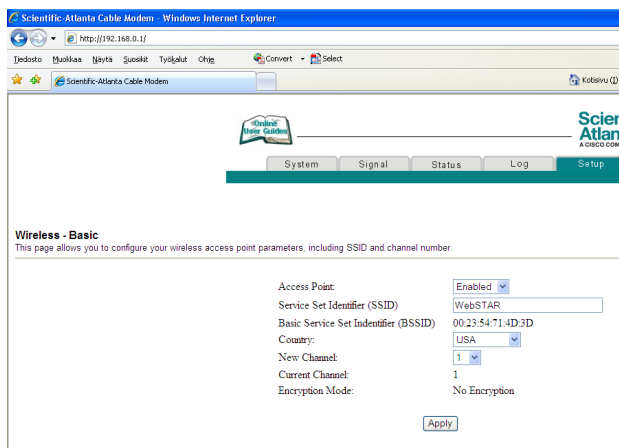 Scientific-Atlanta Cable Modem - Windows Internet Explorer
http://192.168.0.1/
Tiedosto Muokkaa Näytä Suosikit Työkalut Ohje Convert Select
Scientific-Atlanta Cable Modem Kotisivu (1)
Online
User Guides
Scien
Atlan
A CISCO COM
System Signal Status Log Setup
Wireless - Basic
This page allows you to configure your wireless access point parameters, including SSID and channel number.
Access Point: Enabled
Service Set Identifier (SSID) WebSTAR
Basic Service Set Indentifier (BSSID) 00:23:54:71:4D:3D
Country: USA
New Channel: 1
Current Channel: 1
Encryption Mode: No Encryption
Apply